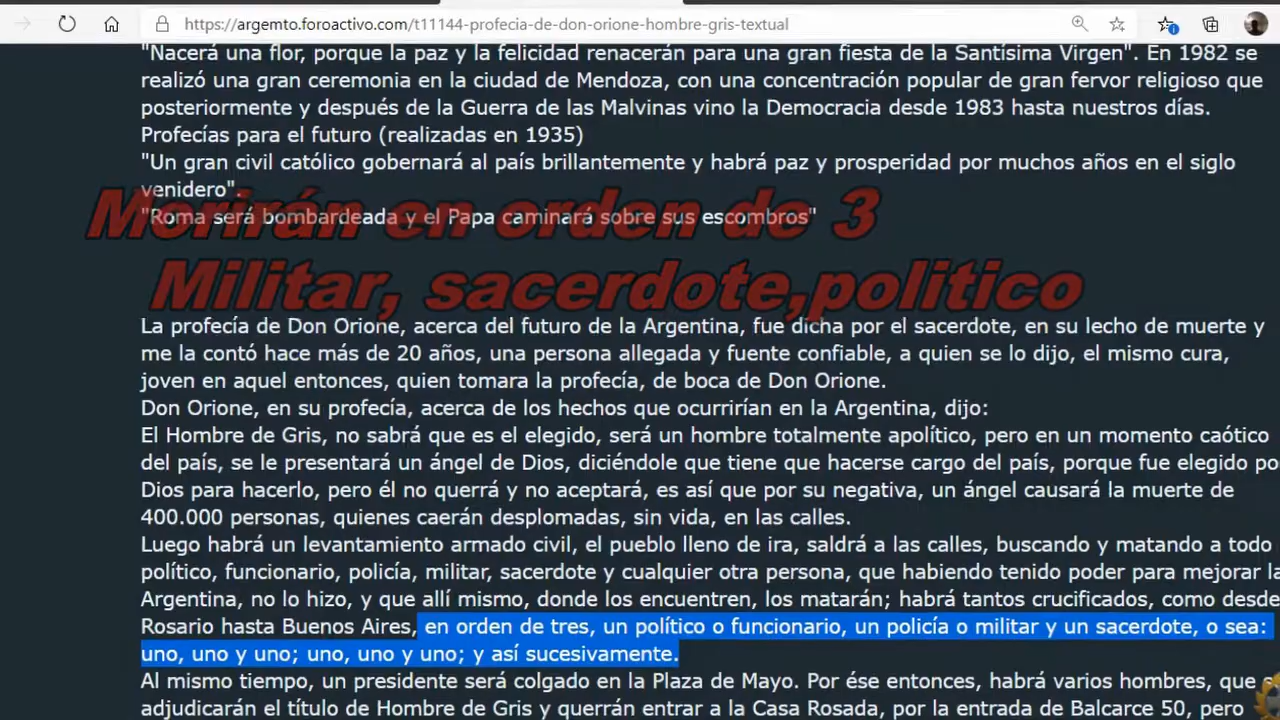 https://argemto.foroactivo.com/t11144-profecia-de-don-orione-hombre-gris-textual
"Nacerá una flor, porque la paz y la felicidad renacerán para una gran fiesta de la Santísima Virgen". En 1982 se
realizó una gran ceremonia en la ciudad de Mendoza, con una concentración popular de gran fervor religioso que
posteriormente y después de la Guerra de las Malvinas vino la Democracia desde 1983 hasta nuestros días.
Profecías para el futuro (realizadas en 1935)
"Un gran civil católico gobernará al país brillantemente y habrá paz y prosperidad por muchos años en el siglo
venidero".
Morirán en orden de 3
"Roma será bombardeada y el Papa caminará sobre sus escombros"
Militar, sacerdote,politico
La profecía de Don Orione, acerca del futuro de la Argentina, fue dicha por el sacerdote, en su lecho de muerte y
me la contó hace más de 20 años, una persona allegada y fuente confiable, a quien se lo dijo, el mismo cura,
joven en aquel entonces, quien tomara la profecía, de boca de Don Orione.
Don Orione, en su profecía, acerca de los hechos que ocurrirían en la Argentina, dijo:
El Hombre de Gris, no sabrá que es el elegido, será un hombre totalmente apolítico, pero en un momento caótico
del país, se le presentará un ángel de Dios, diciéndole que tiene que hacerse cargo del país, porque fue elegido po
Dios para hacerlo, pero él no querrá y no aceptará, es así que por su negativa, un ángel causará la muerte de
400.000 personas, quienes caerán desplomadas, sin vida, en las calles.
Luego habrá un levantamiento armado civil, el pueblo lleno de ira, saldrá a las calles, buscando y matando a todo
político, funcionario, policía, militar, sacerdote y cualquier otra persona, que habiendo tenido poder para mejorar la
Argentina, no lo hizo, y que allí mismo, donde los encuentren, los matarán; habrá tantos crucificados, como desde
Rosario hasta Buenos Aires, en orden de tres, un político o funcionario, un policía o militar y un sacerdote, o sea:
uno, uno y uno; uno, uno y uno; y así sucesivamente.
Al mismo tiempo, un presidente será colgado en la Plaza de Mayo. Por ése entonces, habrá varios hombres, que
adjudicarán el título de Hombre de Gris y querrán entrar a la Casa Rosada, por la entrada de Balcarce 50, pero